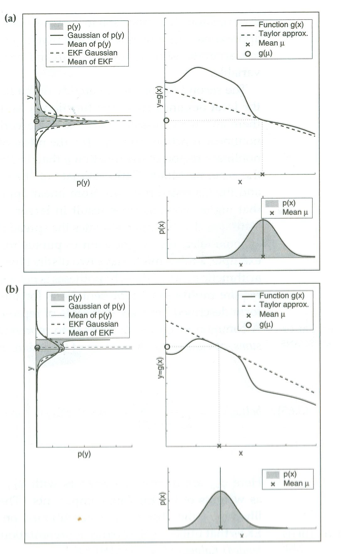 (a)
p(y)
Gaussian of p(y)
Mean of p(y)
EKF Gaussian
Mean of EKF
y
p(y)
Function g(x)
Taylor approx.
Mean μ
g(μ)
y=g(x)
x
p(x)
Mean μ
p(x)
x
(b)
p(y)
Gaussian of p(y)
Mean of p(y)
EKF Gaussian
Mean of EKF
y
p(y)
Function g(x)
Taylor approx.
Mean μ
g(μ)
y=g(x)
x
p(x)
Mean μ
p(x)
x